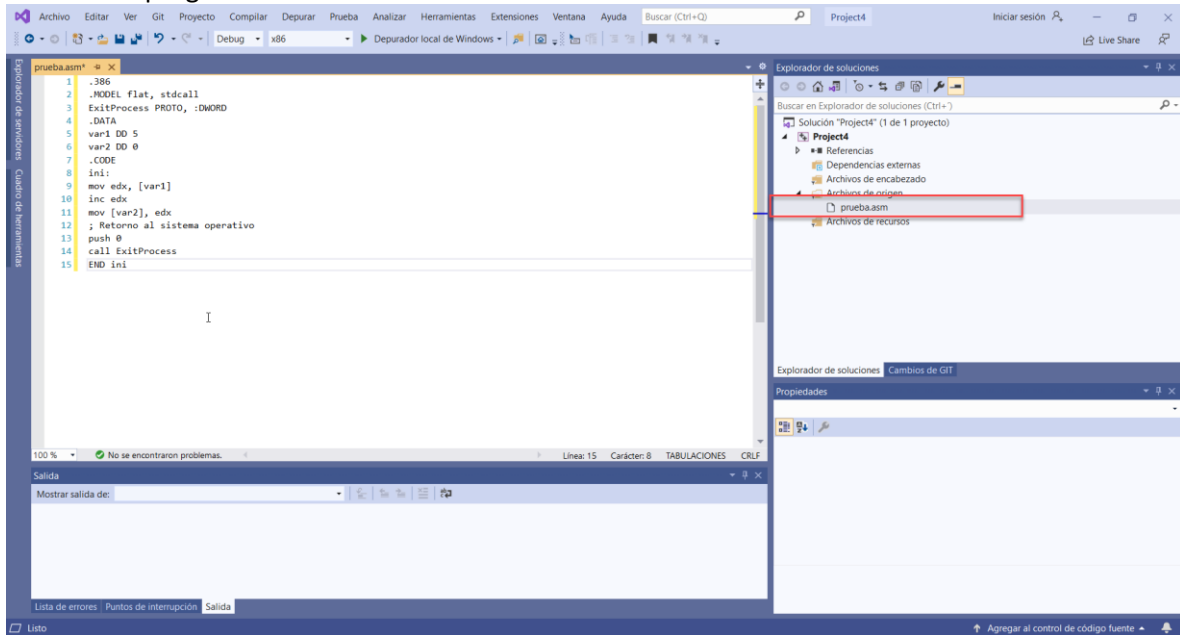 Archivo Editar Ver Git Proyecto Compilar Depurar Prueba Analizar Herramientas Extensiones Ventana Ayuda Buscar (Ctrl+Q) Project4 Iniciar sesión
Debug x86 Depurador local de Windows Live Share
Explorador de servidores
Cuadro de herramientas
prueba.asm*
1 .386
2 .MODEL flat, stdcall
3 ExitProcess PROTO, :DWORD
4 .DATA
5 var1 DD 5
6 var2 DD 0
7 .CODE
8 ini:
9 mov edx, [var1]
10 inc edx
11 mov [var2], edx
12 ; Retorno al sistema operativo
13 push 0
14 call ExitProcess
15 END ini
100 % No se encontraron problemas. Línea: 15 Carácter: 8 TABULACIONES CRLF
Salida
Mostrar salida de:
Lista de errores Puntos de interrupción Salida
Explorador de soluciones
Buscar en Explorador de soluciones (Ctrl+´)
Solución "Project4" (1 de 1 proyecto)
Project4
Referencias
Dependencias externas
Archivos de encabezado
Archivos de origen
prueba.asm
Archivos de recursos
Explorador de soluciones Cambios de GIT
Propiedades
Listo Agregar al control de código fuente